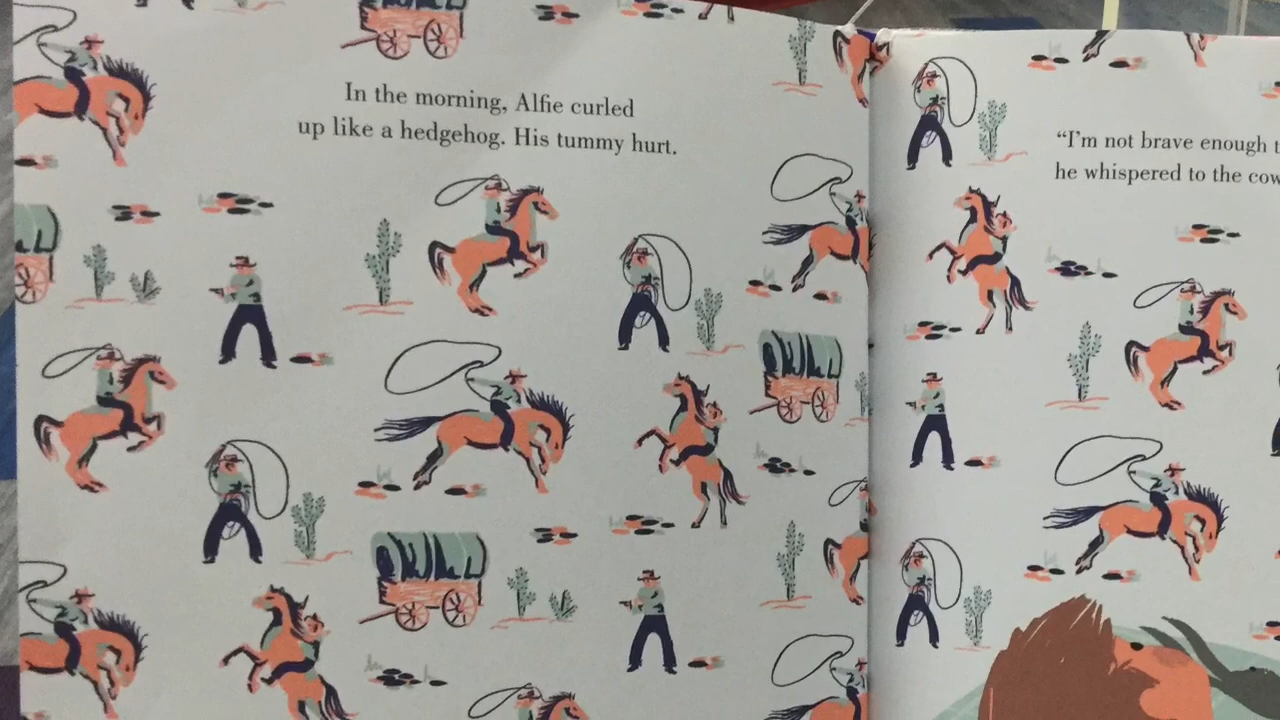 In the morning, Alfie curled
up like a hedgehog. His tummy hurt.
“I’m not brave enough
he whispered to the